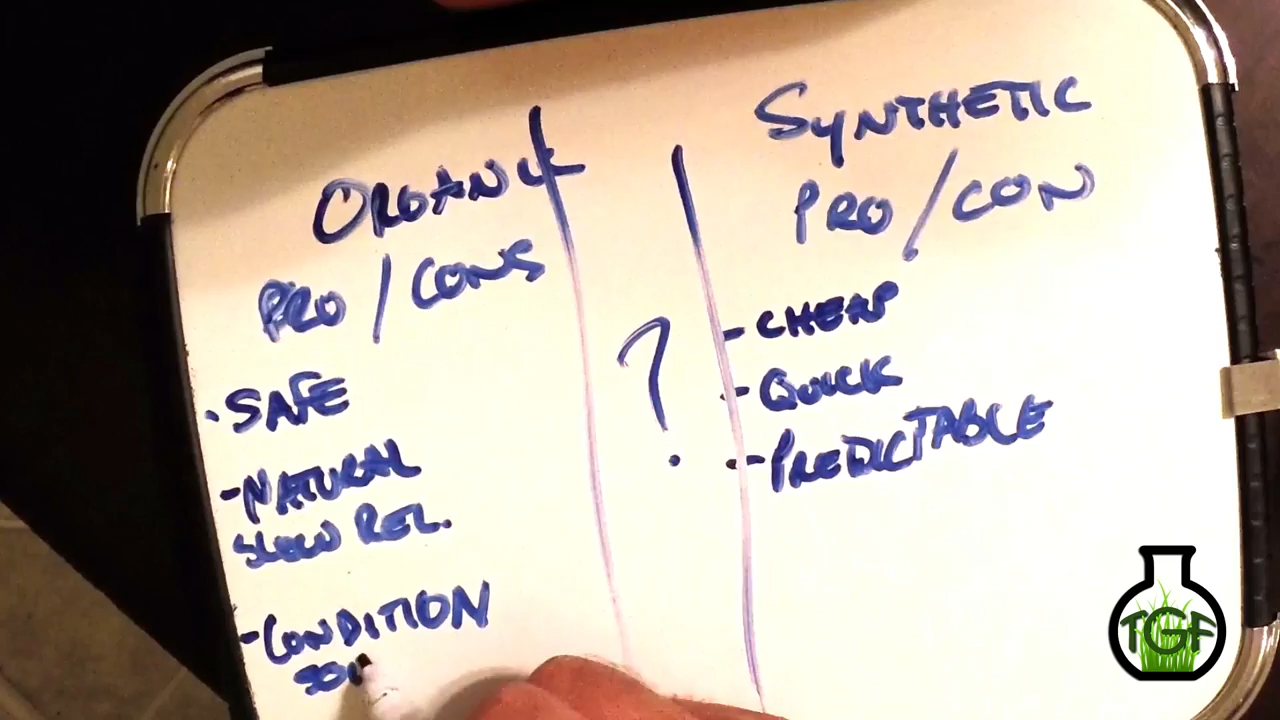 ORGANIC
PRO / CONS
· SAFE
- NATURAL
SLOW REL.
- CONDITION
?
SYNTHETIC
PRO / CON
- CHEAP
- QUICK
- PREDICTABLE
TGF